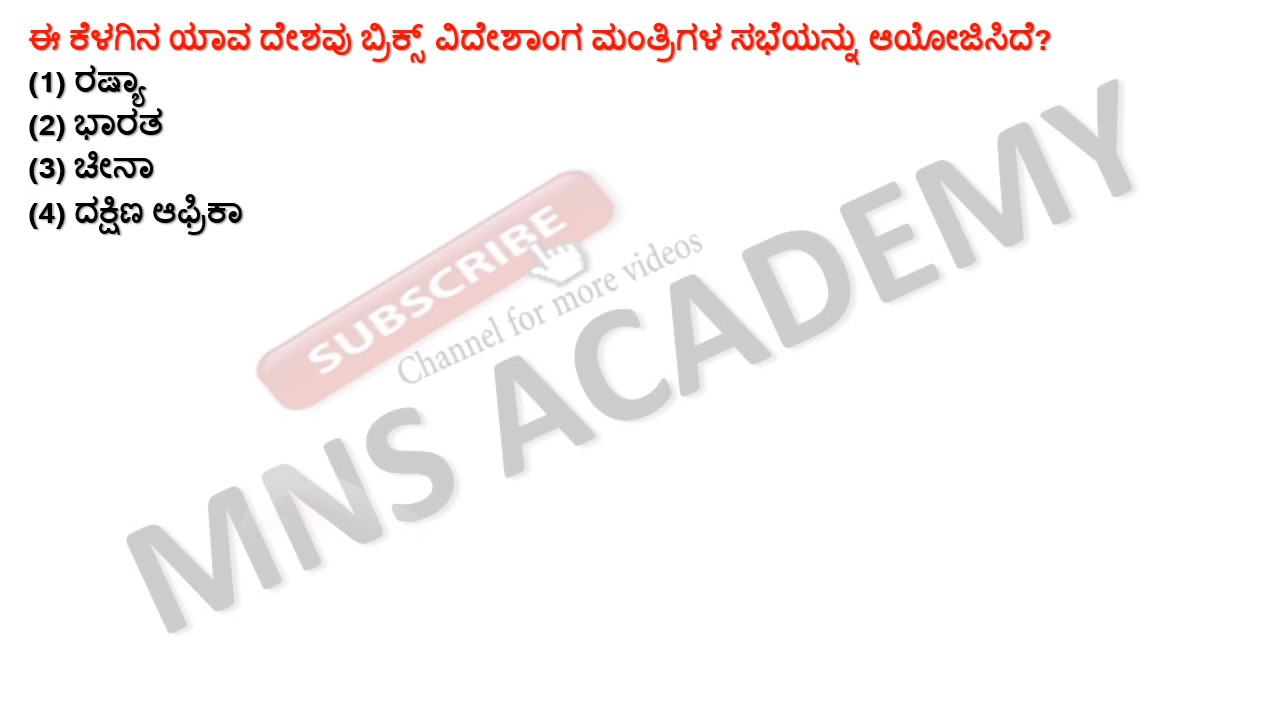 ಈ ಕೆಳಗಿನ ಯಾವ ದೇಶವು ಬ್ರಿಕ್ಸ್ ವಿದೇಶಾಂಗ ಮಂತ್ರಿಗಳ ಸಭೆಯನ್ನು ಆಯೋಜಿಸಿದೆ?
(1) ರಷ್ಯಾ
(2) ಭಾರತ
(3) ಚೀನಾ
(4) ದಕ್ಷಿಣ ಆಫ್ರಿಕಾ
SUBSCRIBE
Channel for more videos
MNS ACADEMY